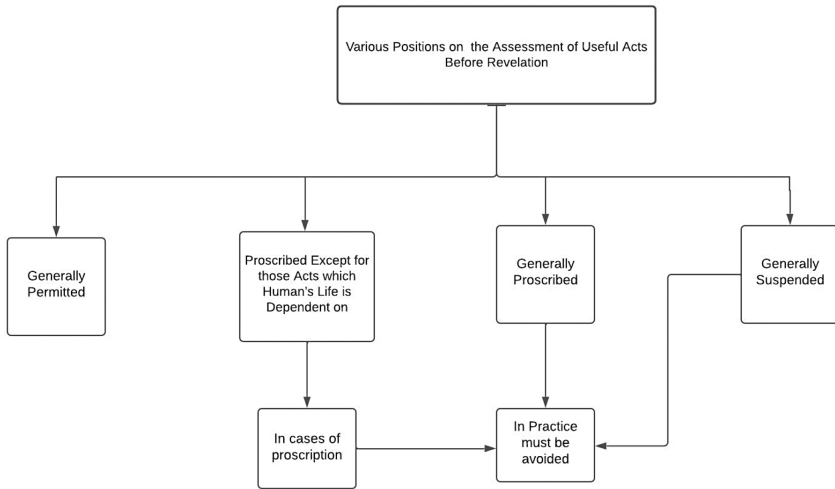 Various Positions on  the Assessment of Useful Acts
Before Revelation
Generally
Permitted
Proscribed Except for
those Acts which
Human's Life is
Dependent on
Generally
Proscribed
Generally
Suspended
In cases of
proscription
In Practice
must be
avoided